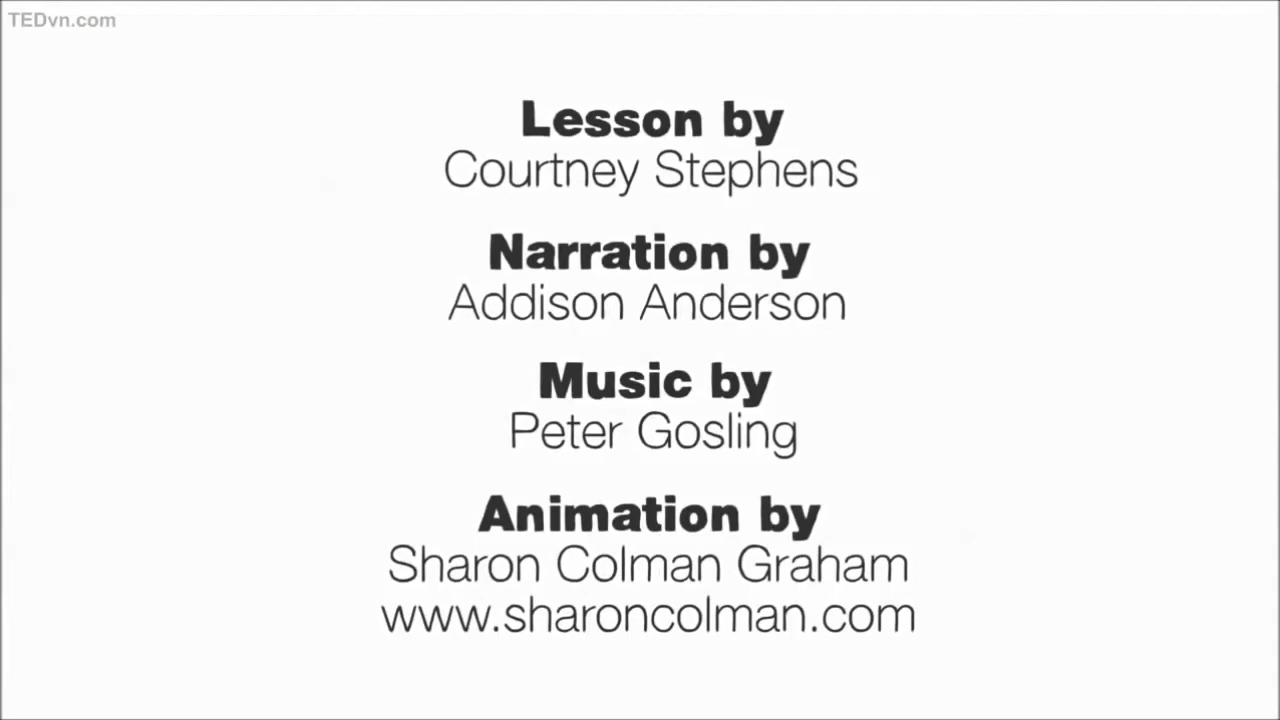 TEDvn.com
Lesson by
Courtney Stephens
Narration by
Addison Anderson
Music by
Peter Gosling
Animation by
Sharon Colman Graham
www.sharoncolman.com